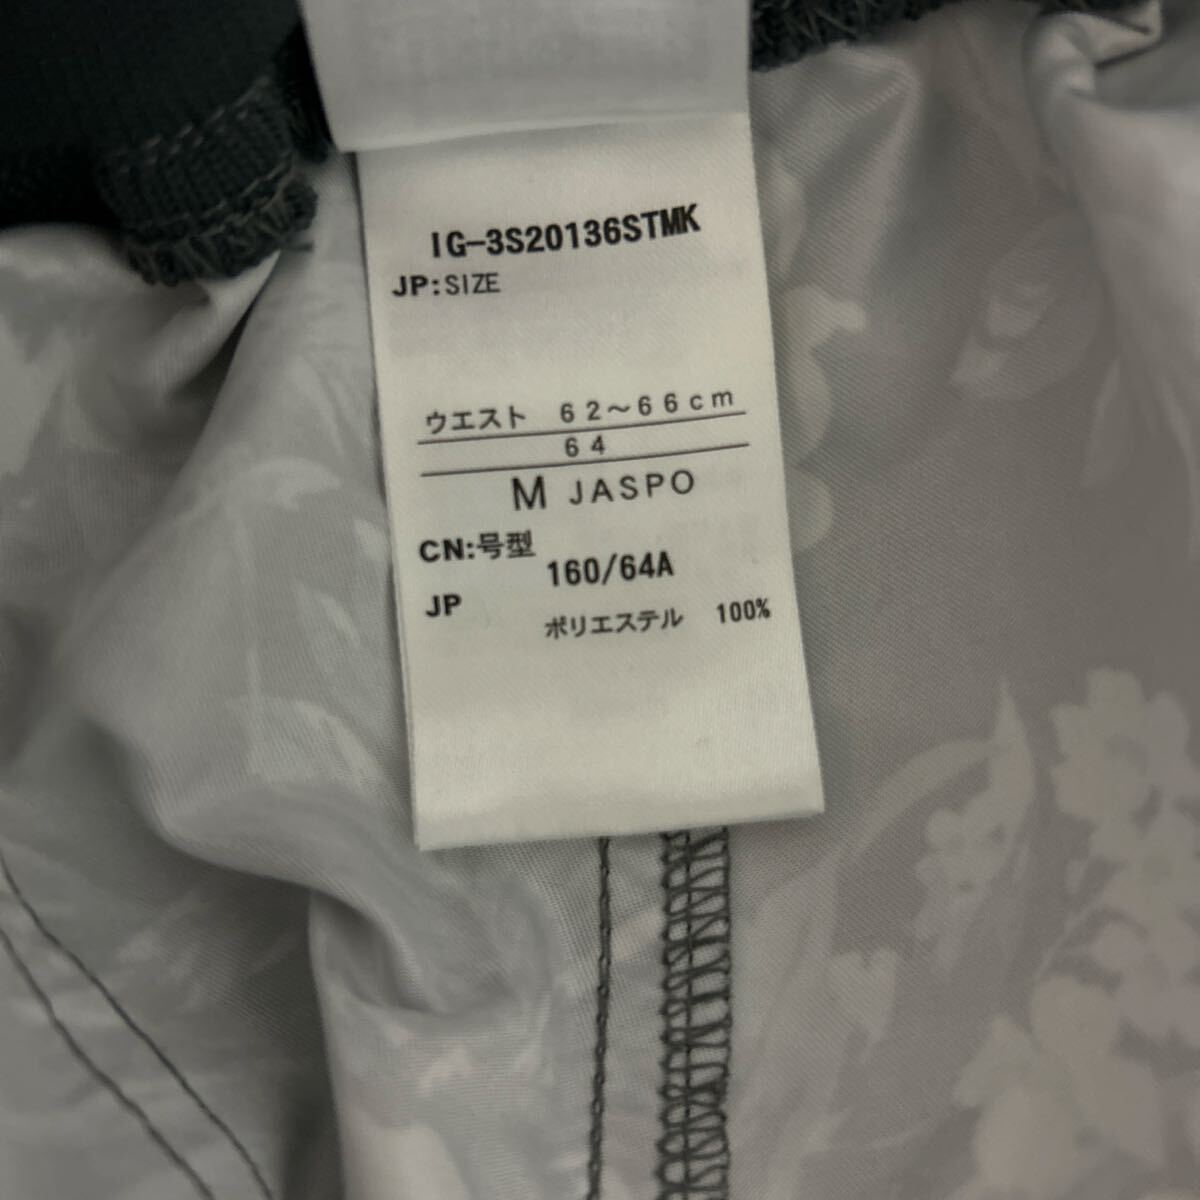 IG-3S20136STMK
JP:SIZE
ウエスト 62～66cm
64
M JASPO
CN:号型 160/64A
JP ポリエステル 100%